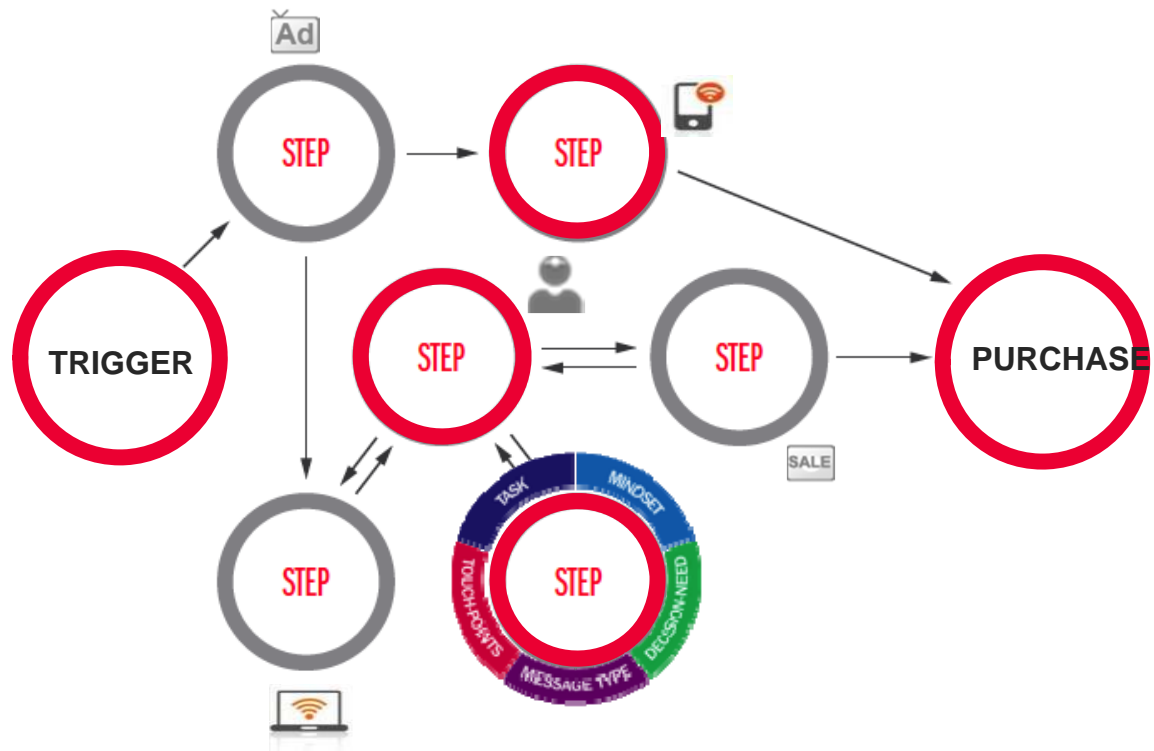 Ad
STEP
STEP
TRIGGER
STEP
STEP
PURCHASE
SALE
TASK
MINDSET
STEP
STEP
TOUCH-POINTS
DECISION-NEED
MESSAGE TYPE